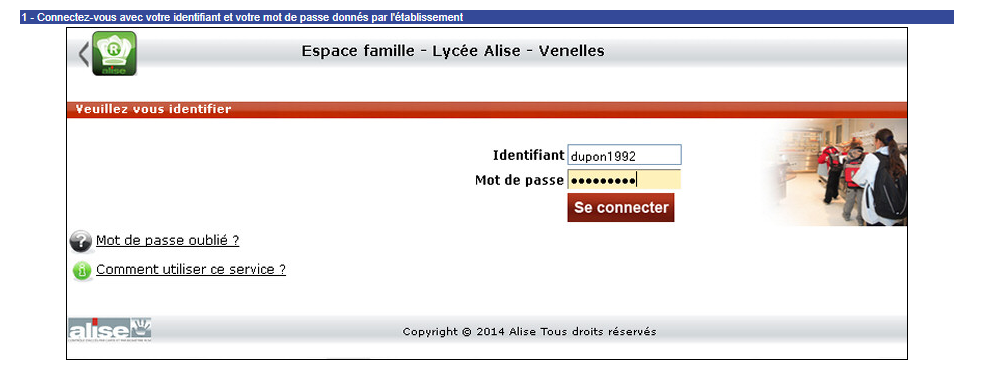 1 - Connectez-vous avec votre identifiant et votre mot de passe donnés par l'établissement
R
alise
Espace famille - Lycée Alise - Venelles
Veuillez vous identifier
Identifiant dupon1992
Mot de passe •••••••••
Se connecter
? Mot de passe oublié ?
i Comment utiliser ce service ?
alise
Copyright © 2014 Alise Tous droits réservés